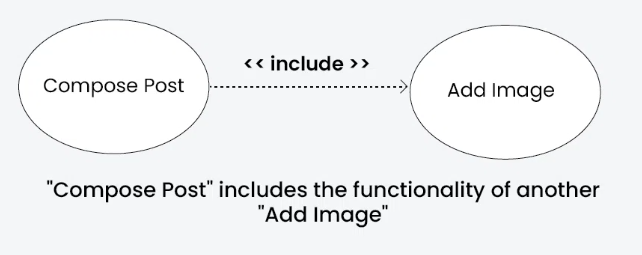 << include >>
Compose Post
Add Image
"Compose Post" includes the functionality of another
"Add Image"